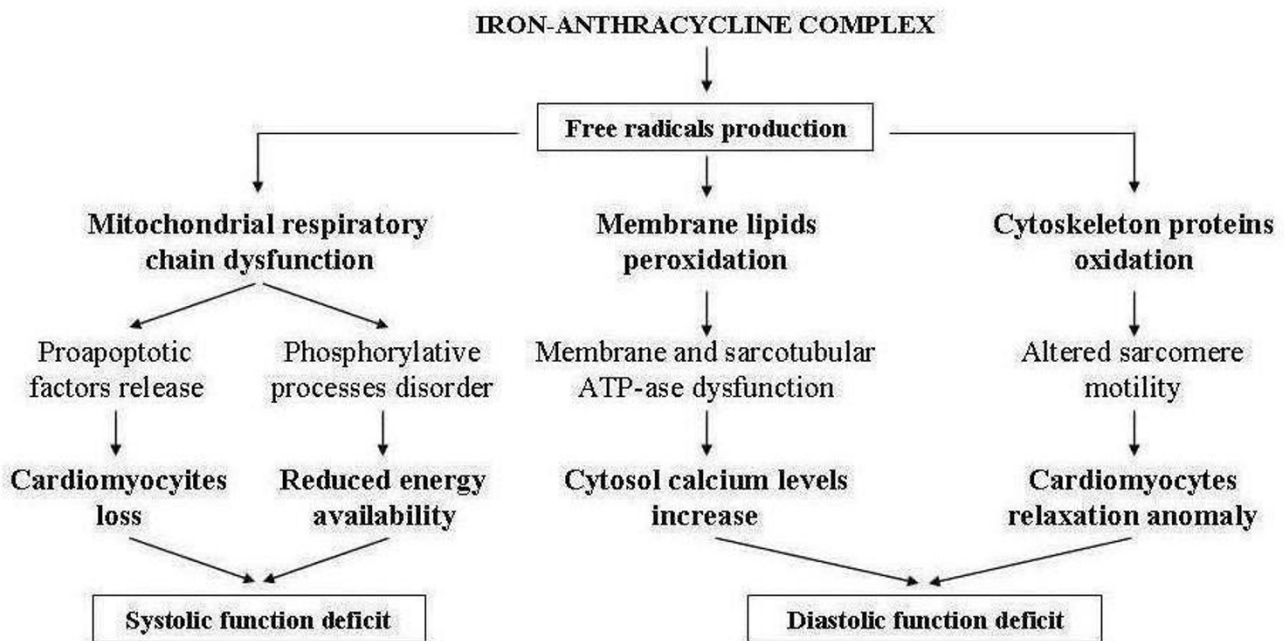 IRON-ANTHRACYCLINE COMPLEX
Free radicals production
Mitochondrial respiratory
chain dysfunction
Membrane lipids
peroxidation
Cytoskeleton proteins
oxidation
Proapoptotic
factors release
Phosphorylative
processes disorder
Membrane and sarcotubular
ATP-ase dysfunction
Altered sarcomere
motility
Cardiomyocyites
loss
Reduced energy
availability
Cytosol calcium levels
increase
Cardiomyocytes
relaxation anomaly
Systolic function deficit
Diastolic function deficit